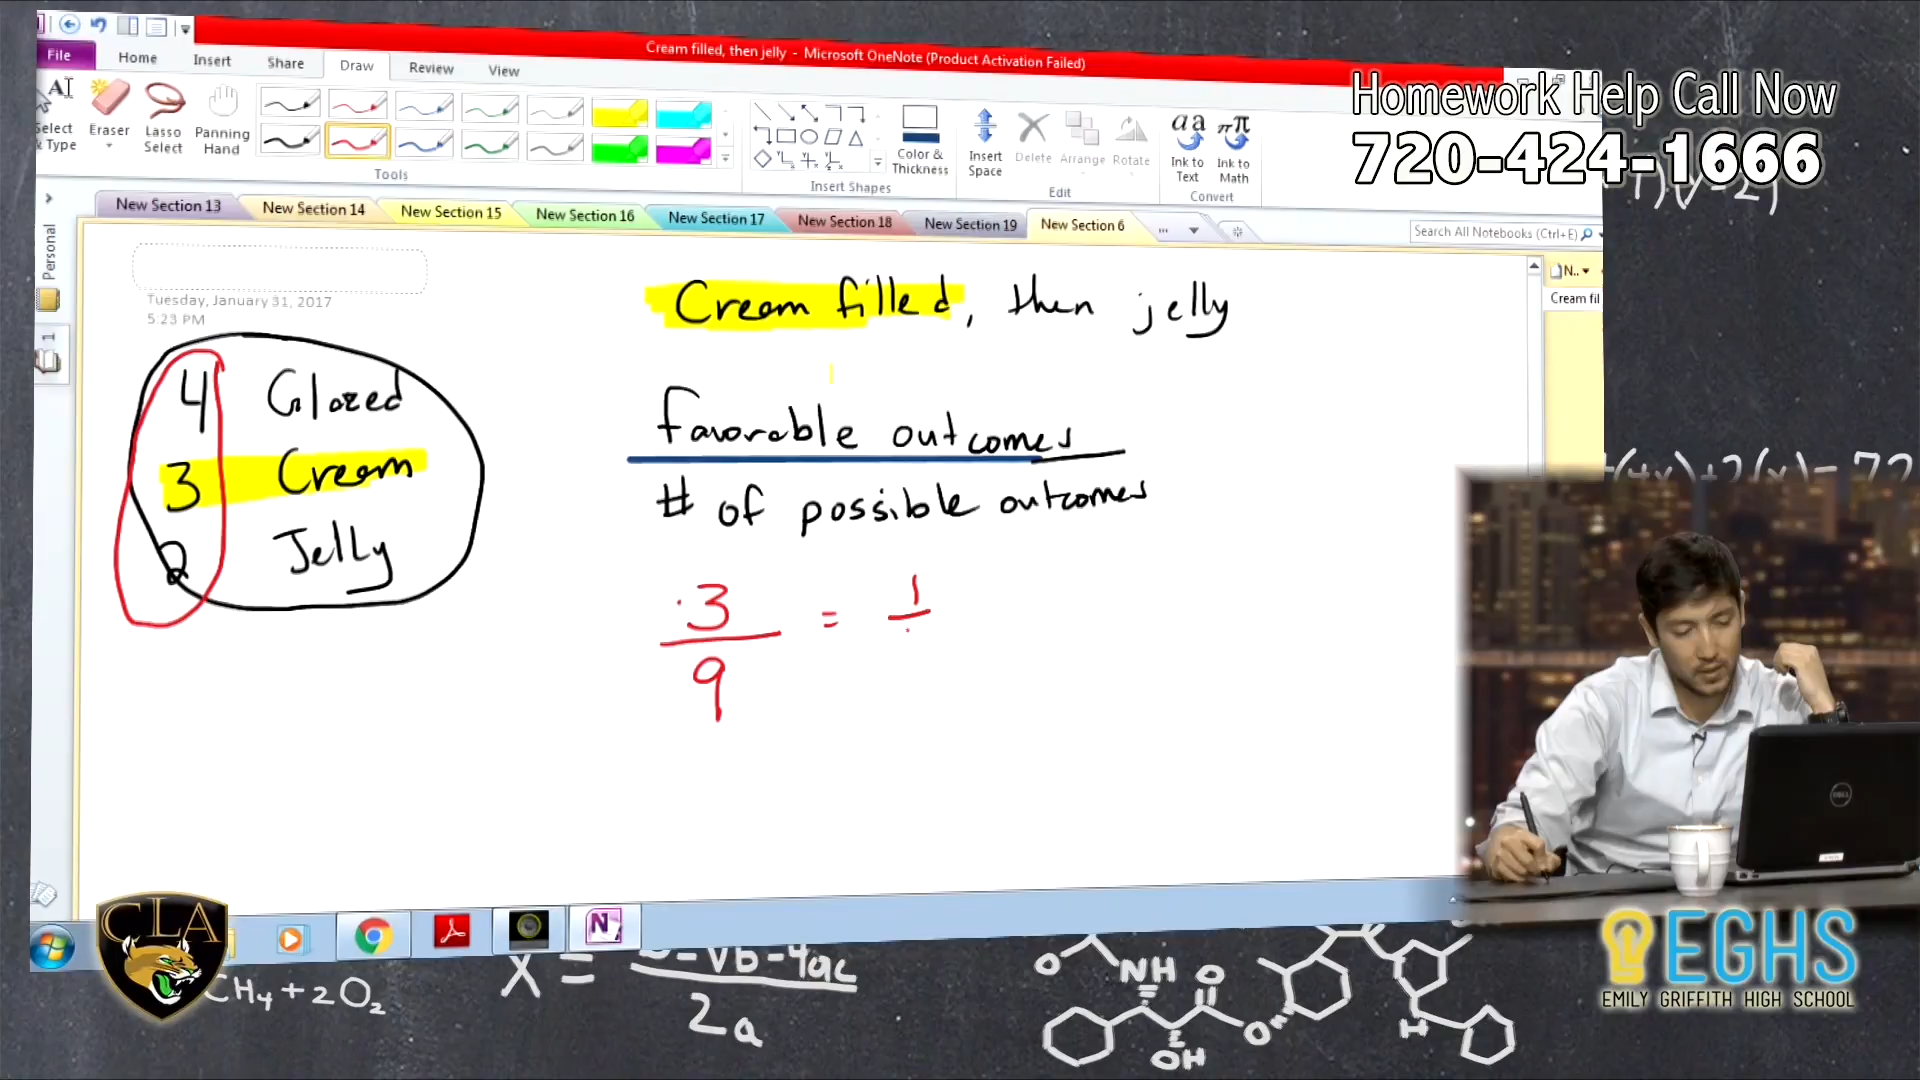 Cream filled, then jelly - Microsoft OneNote (Product Activation Failed)
File Home Insert Share Draw Review View
Homework Help Call Now
720-424-1666
Select & Type
Eraser
Lasso Select
Panning Hand
Color & Thickness
Insert Space
Delete
Arrange
Rotate
Ink to Text
Ink to Math
Tools
Insert Shapes
Edit
Convert
New Section 13 New Section 14 New Section 15 New Section 16 New Section 17 New Section 18 New Section 19 New Section 6 ...
Search All Notebooks (Ctrl+E)
Personal
N..
Cream fil
Tuesday, January 31, 2017
5:23 PM
Cream filled, then jelly
4 Glazed
3 Cream
2 Jelly
favorable outcomes
# of possible outcomes
3
9
=
1
DELL
CLA
CH4 + 2O2
X =
2a
O NH O
O
OH
H
EGHS
EMILY GRIFFITH HIGH SCHOOL